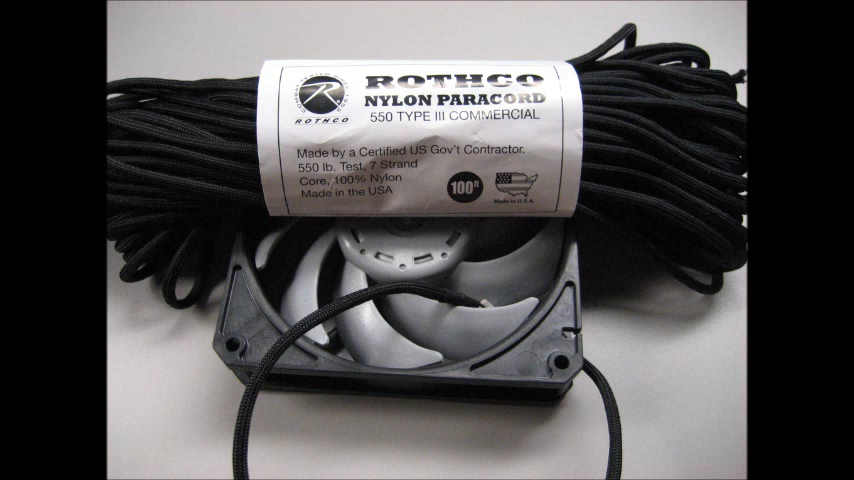 ROTHCO
ROTHCO
NYLON PARACORD
550 TYPE III COMMERCIAL
Made by a Certified US Gov't Contractor.
550 lb. Test, 7 Strand
Core, 100% Nylon
Made in the USA
100ft
Made in U.S.A.